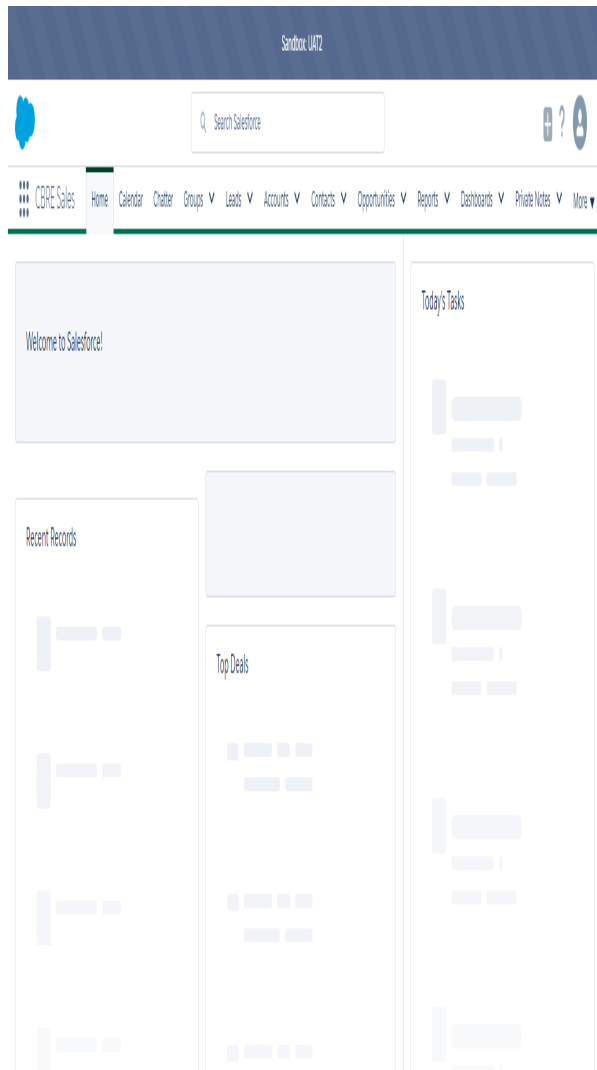 Sandbox: UAT2
Search Salesforce
?
CBRE Sales Home Calendar Chatter Groups Leads Accounts Contacts Opportunities Reports Dashboards Private Notes More
Welcome to Salesforce!
Today's Tasks
Recent Records
Top Deals